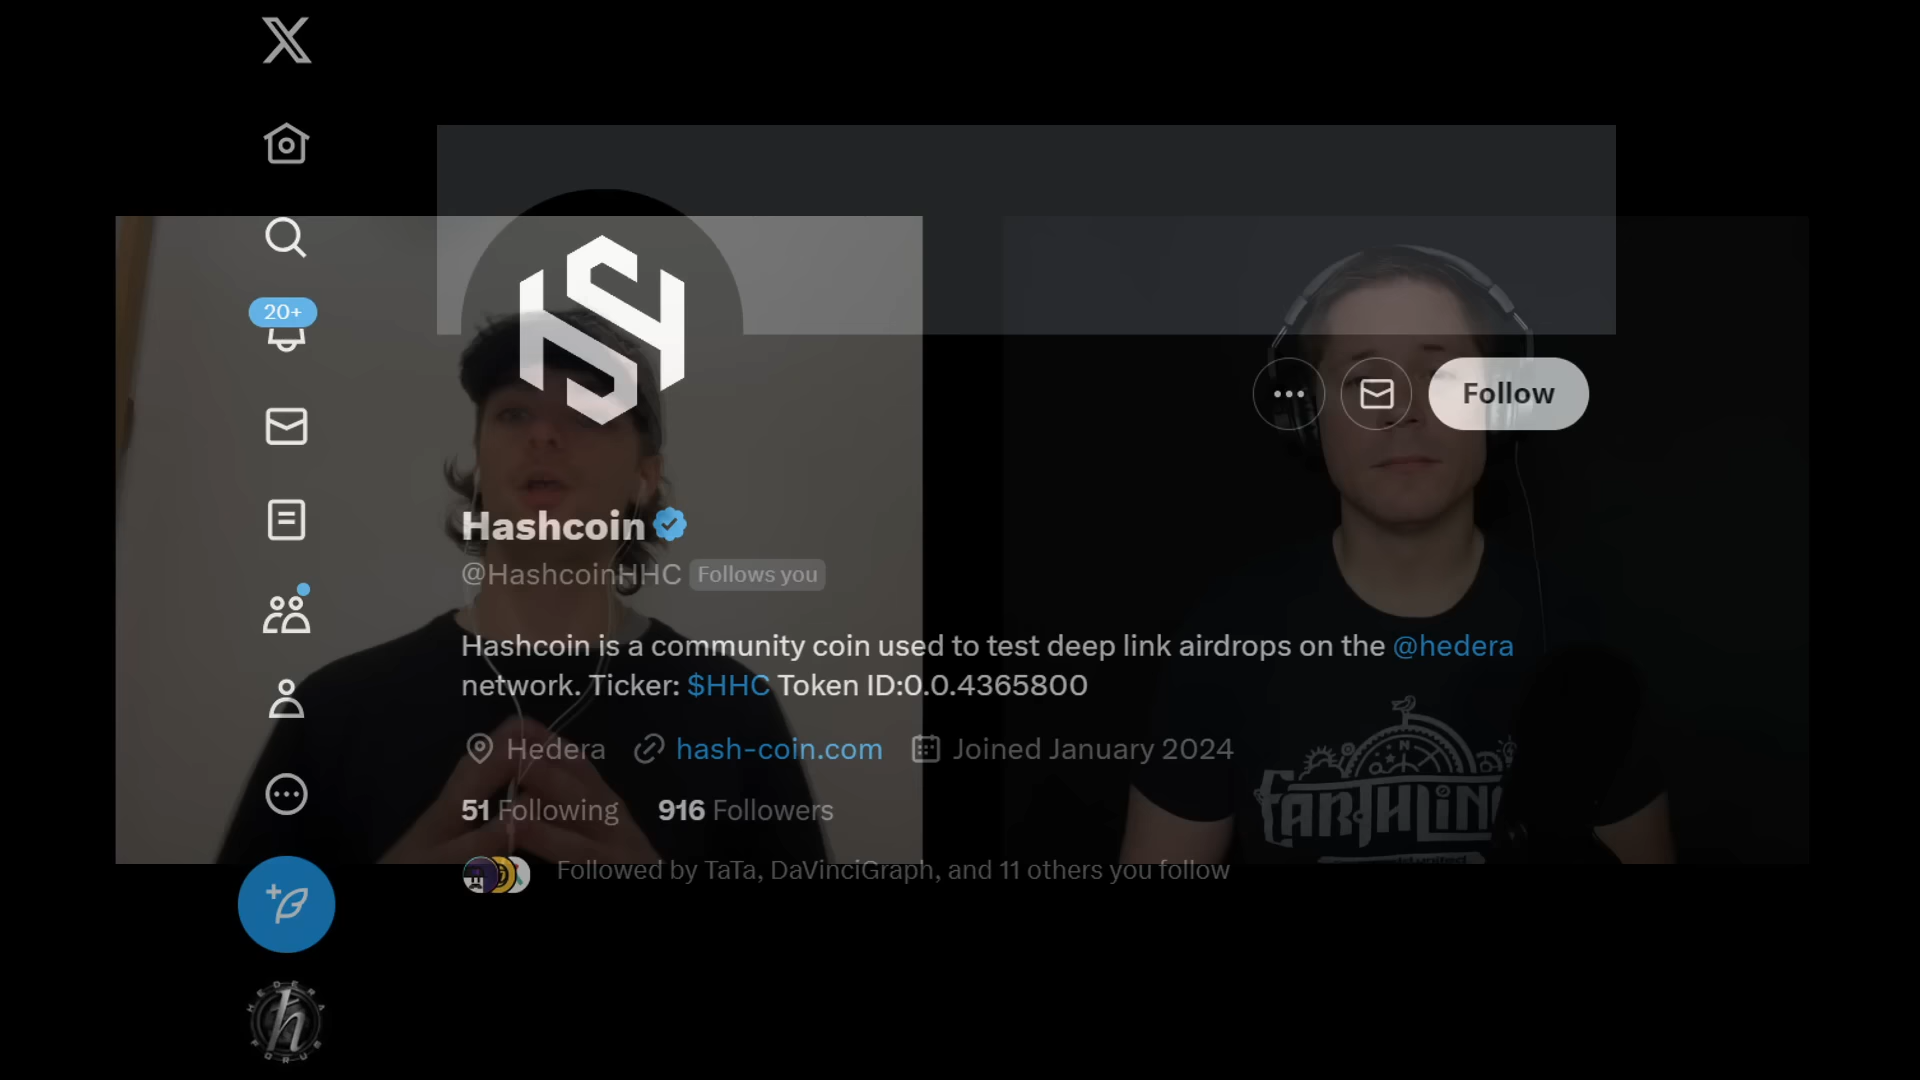 20+
Follow
Hashcoin
@HashcoinHHC Follows you
Hashcoin is a community coin used to test deep link airdrops on the @hedera
network. Ticker: $HHC Token ID:0.0.4365800
Hedera hash-coin.com Joined January 2024
51 Following 916 Followers
Followed by TaTa, DaVinciGraph, and 11 others you follow
EARTHLING
HEDERA